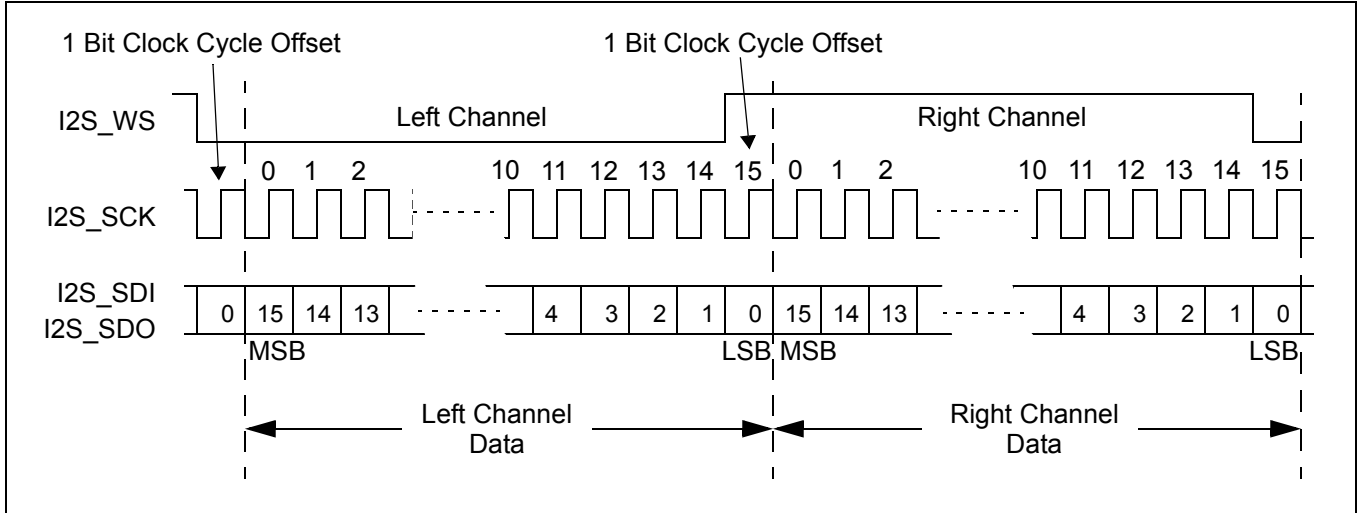 1 Bit Clock Cycle Offset 1 Bit Clock Cycle Offset
I2S_WS Left Channel Right Channel
0 1 2 10 11 12 13 14 15 0 1 2 10 11 12 13 14 15
I2S_SCK
I2S_SDI
0 15 14 13 4 3 2 1 0 15 14 13 4 3 2 1 0
I2S_SDO
MSB LSB MSB LSB
Left Channel Data Right Channel Data